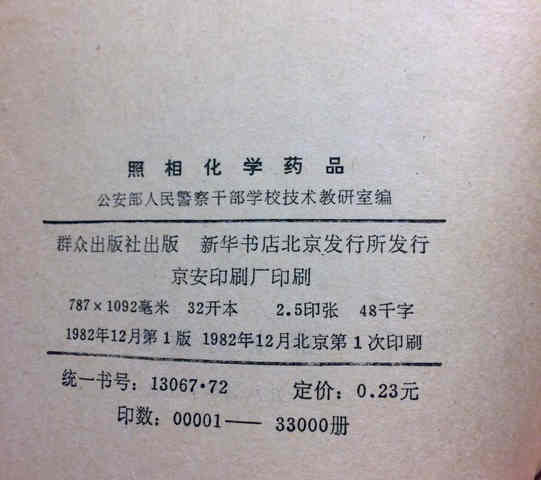 照相化学药品
公安部人民警察干部学校技术教研室编
群众出版社出版 新华书店北京发行所发行
京安印刷厂印刷
787×1092毫米 32开本 2.5印张 48千字
1982年12月第1版 1982年12月北京第1次印刷
统一书号：13067·72 定价：0.23元
印数：00001——33000册